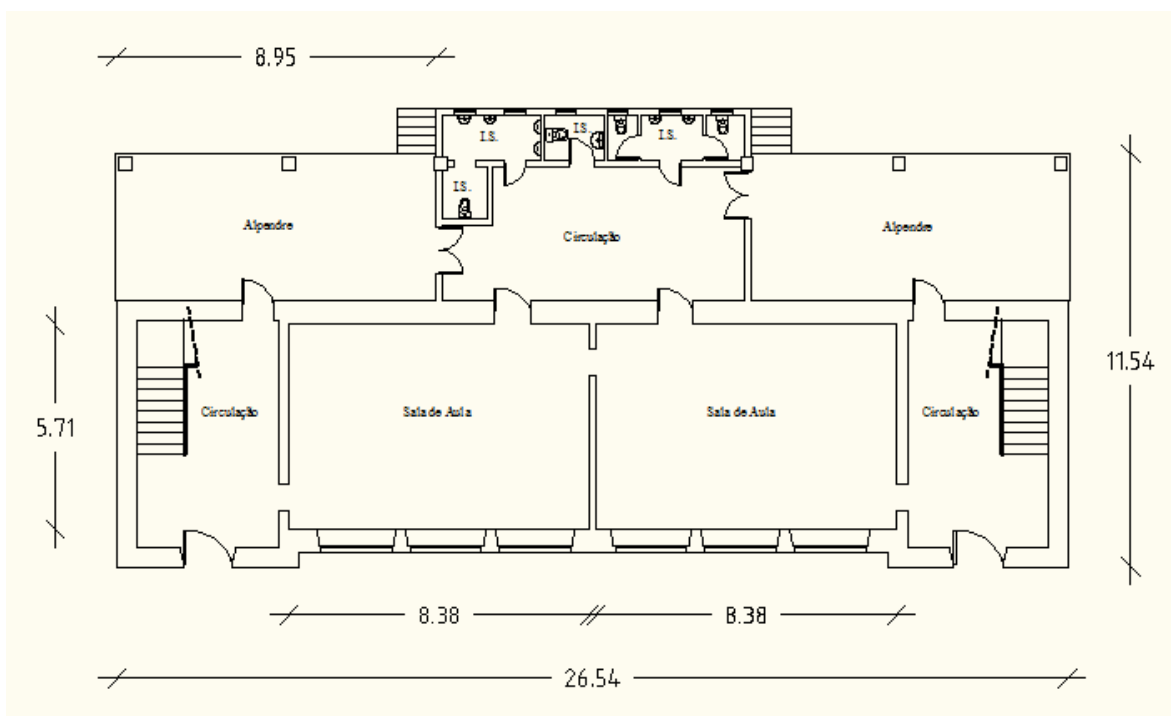 8.95
I.S.
I.S.
I.S.
I.S.
Alpendre
Circulação
Alpendre
11.54
5.71
Circulação
Sala de Aula
Sala de Aula
Circulação
8.38
8.38
26.54